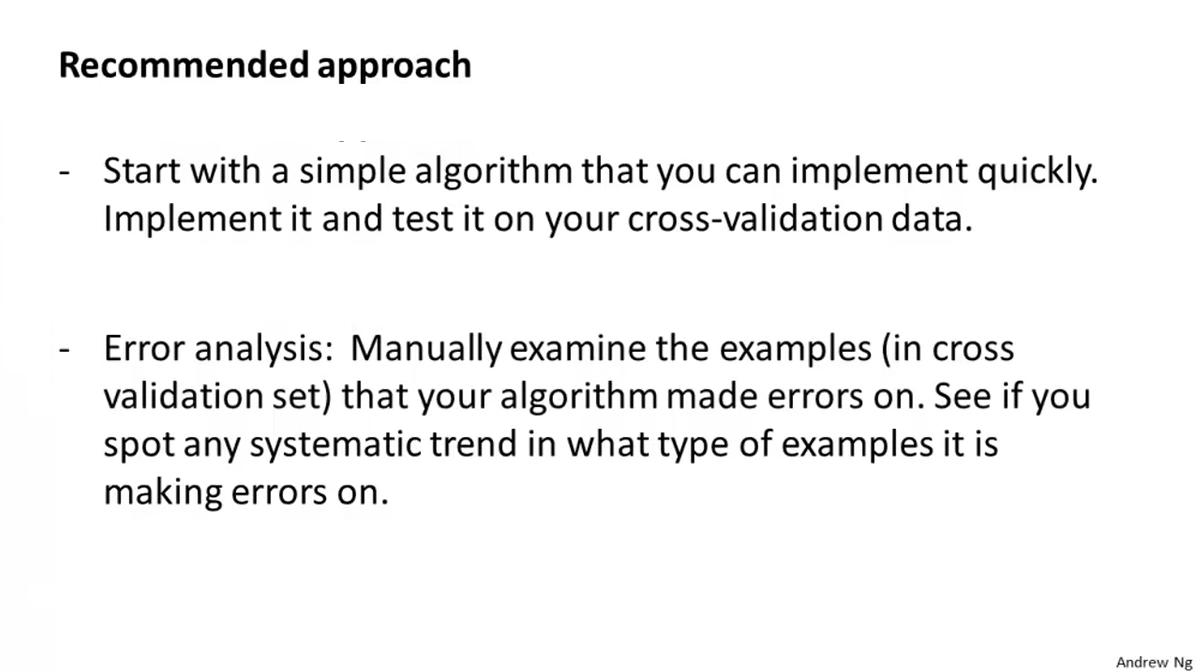 Recommended approach
- Start with a simple algorithm that you can implement quickly.
Implement it and test it on your cross-validation data.
- Error analysis: Manually examine the examples (in cross
validation set) that your algorithm made errors on. See if you
spot any systematic trend in what type of examples it is
making errors on.
Andrew Ng